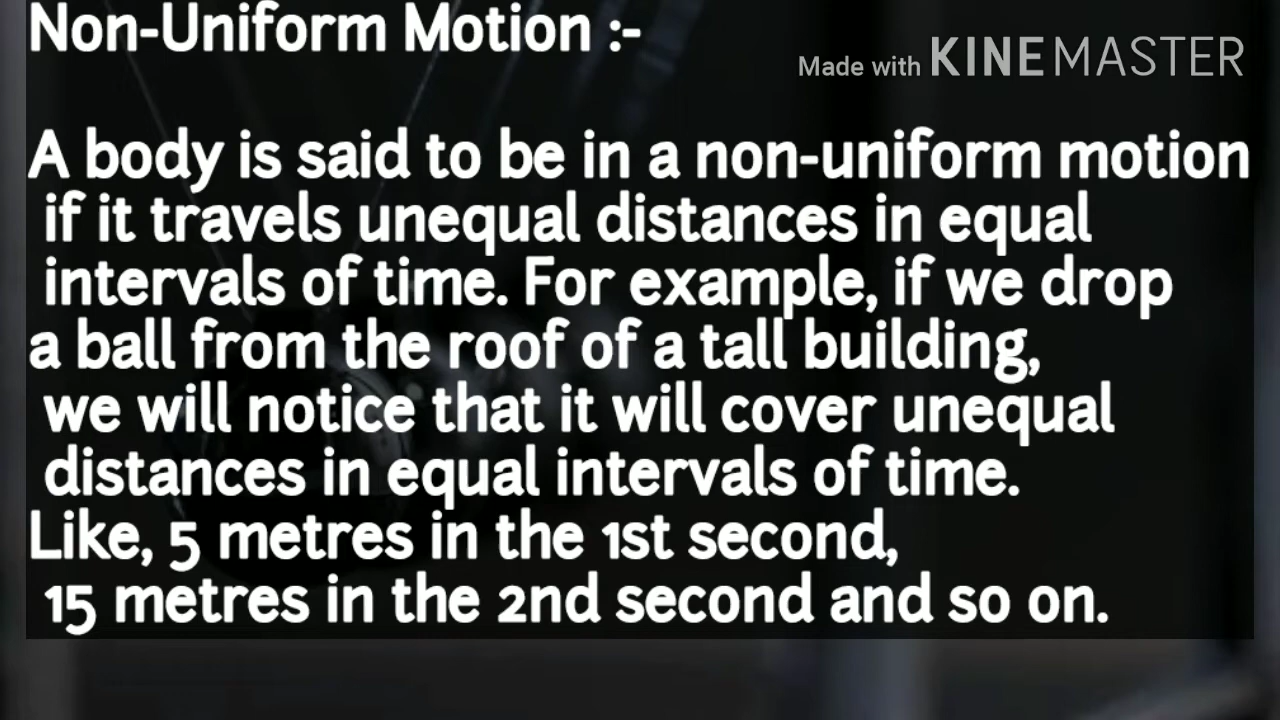 Non-Uniform Motion :-
Made with KINEMASTER
A body is said to be in a non-uniform motion
if it travels unequal distances in equal
intervals of time. For example, if we drop
a ball from the roof of a tall building,
we will notice that it will cover unequal
distances in equal intervals of time.
Like, 5 metres in the 1st second,
15 metres in the 2nd second and so on.